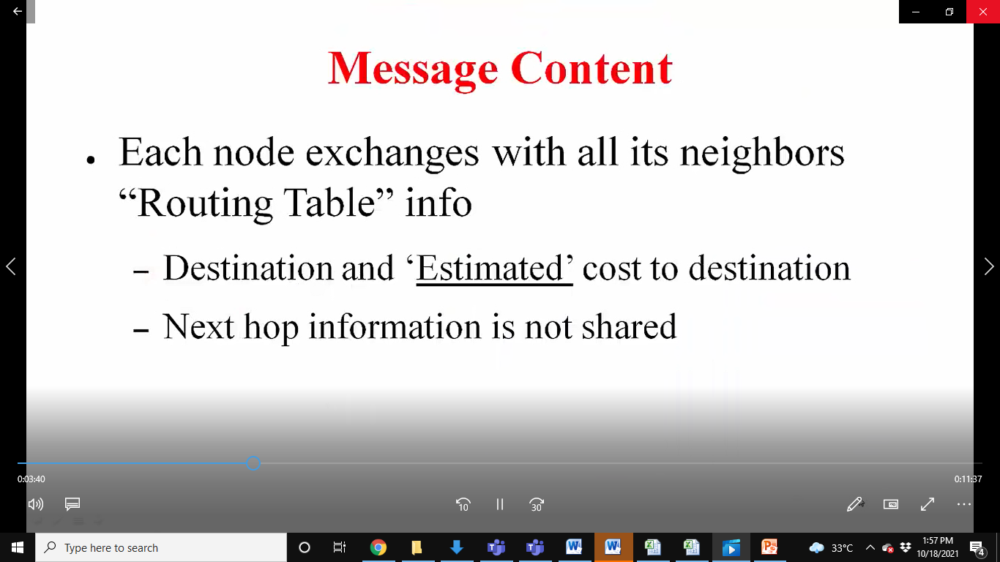 Message Content
• Each node exchanges with all its neighbors
“Routing Table” info
– Destination and ‘Estimated’ cost to destination
– Next hop information is not shared
0:03:40
0:11:37
10
30
Type here to search
33°C
1:57 PM
10/18/2021
4